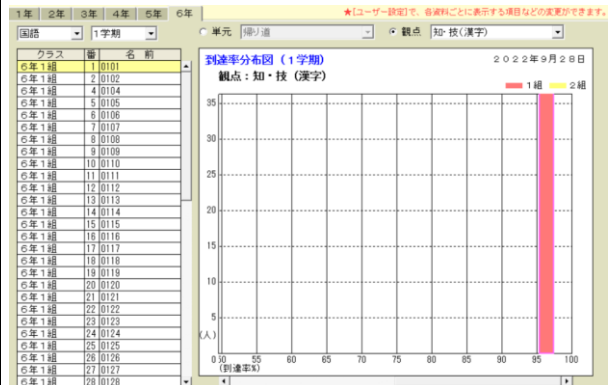 1年 2年 3年 4年 5年 6年
★[ユーザー設定]で、各資料ごとに表示する項目などの変更ができます。
国語 1学期 単元 帰り道 観点 知・技(漢字)
クラス 番 名 前
6年1組 1 0101
6年1組 2 0102
6年1組 4 0104
6年1組 5 0105
6年1組 6 0106
6年1組 7 0107
6年1組 8 0108
6年1組 9 0109
6年1組 10 0110
6年1組 11 0111
6年1組 12 0112
6年1組 13 0113
6年1組 14 0114
6年1組 15 0115
6年1組 16 0116
6年1組 17 0117
6年1組 18 0118
6年1組 19 0119
6年1組 20 0120
6年1組 21 0121
6年1組 22 0122
6年1組 23 0123
6年1組 24 0124
6年1組 25 0125
6年1組 26 0126
6年1組 27 0127
6年1組 28 0128
到達率分布図(1学期)
2022年9月28日
観点:知・技(漢字)
1組 2組
35
30
25
20
15
10
5
(人)
0 50 55 60 65 70 75 80 85 90 95 100
(到達率%)